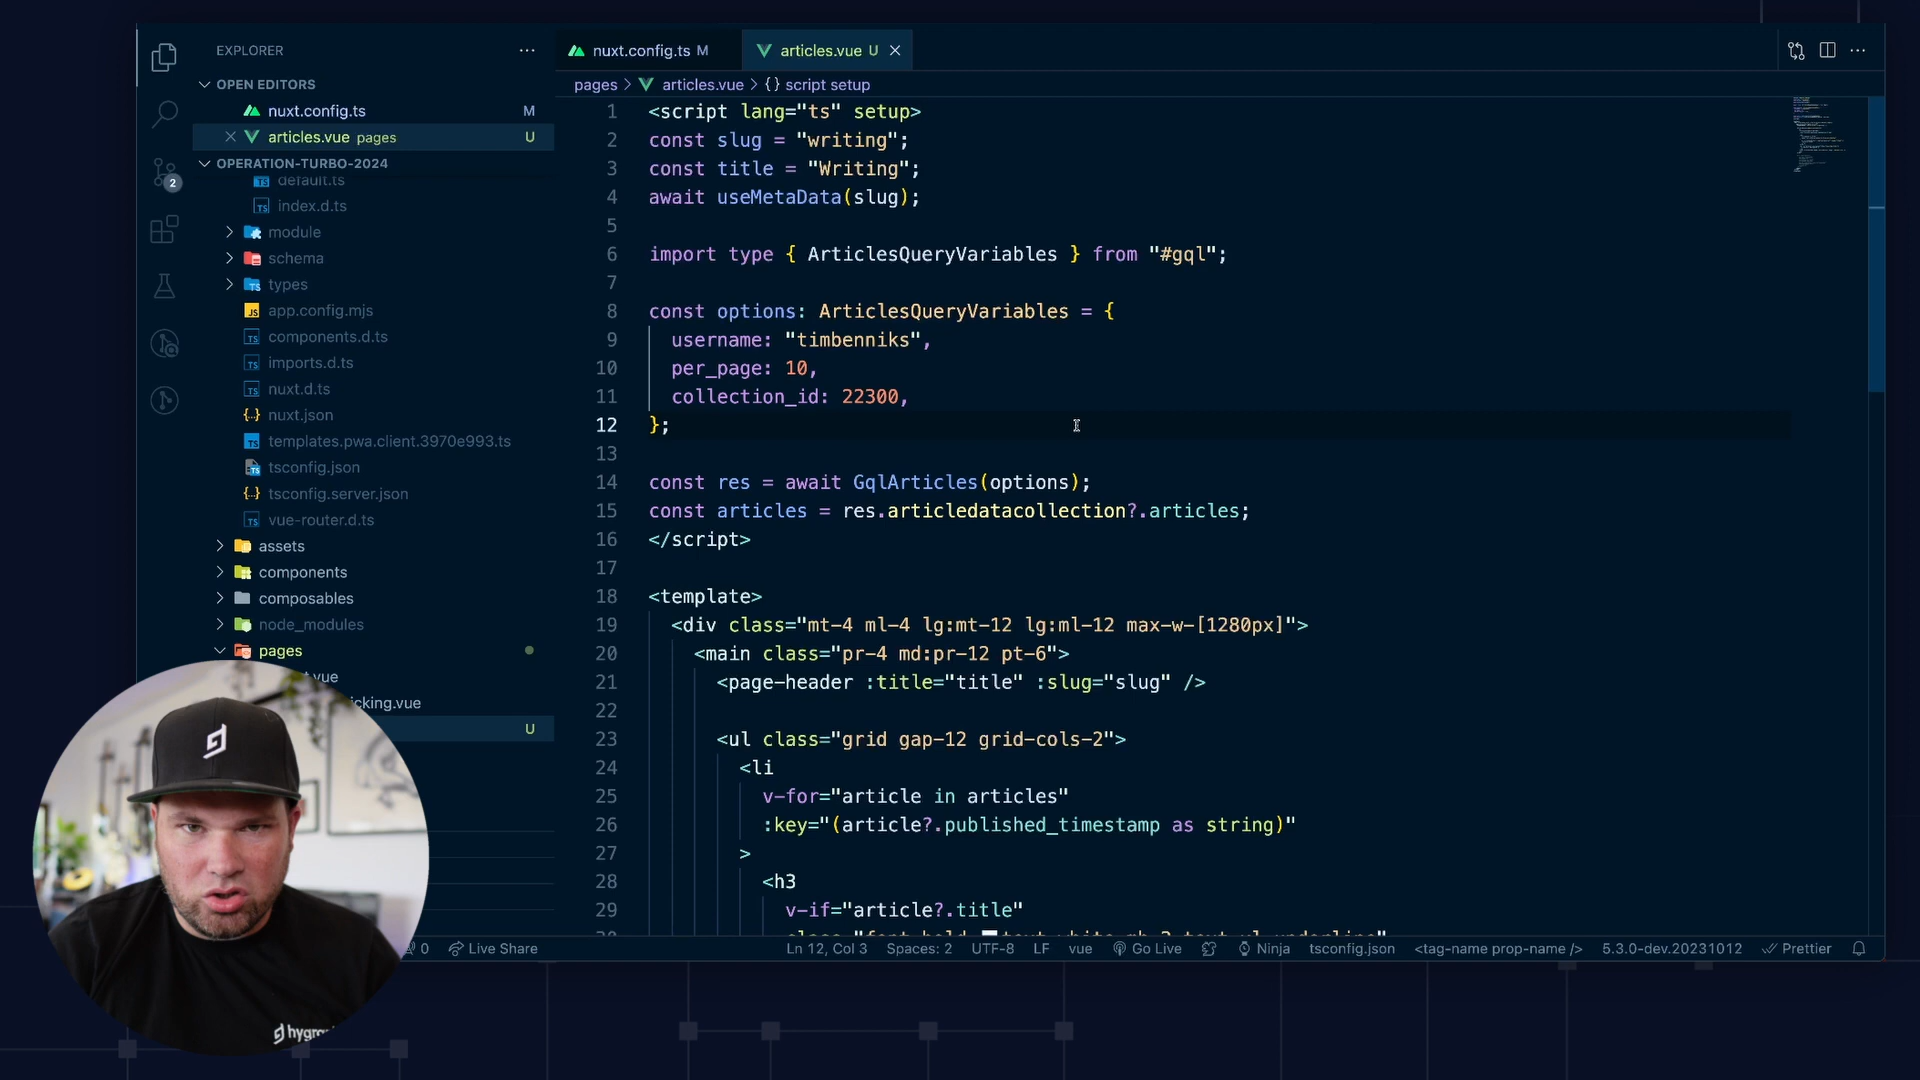 EXPLORER
OPEN EDITORS
nuxt.config.ts M
articles.vue pages U
OPERATION-TURBO-2024
2
default.ts
index.d.ts
module
schema
types
app.config.mjs
components.d.ts
imports.d.ts
nuxt.d.ts
nuxt.json
templates.pwa.client.3970e993.ts
tsconfig.json
tsconfig.server.json
vue-router.d.ts
assets
components
composables
node_modules
pages
.vue
icking.vue
U
nuxt.config.ts M
articles.vue U
pages > articles.vue > {} script setup
1 <script lang="ts" setup>
2 const slug = "writing";
3 const title = "Writing";
4 await useMetaData(slug);
5
6 import type { ArticlesQueryVariables } from "#gql";
7
8 const options: ArticlesQueryVariables = {
9 username: "timbenniks",
10 per_page: 10,
11 collection_id: 22300,
12 };
13
14 const res = await GqlArticles(options);
15 const articles = res.articledatacollection?.articles;
16 </script>
17
18 <template>
19 <div class="mt-4 ml-4 lg:mt-12 lg:ml-12 max-w-[1280px]">
20 <main class="pr-4 md:pr-12 pt-6">
21 <page-header :title="title" :slug="slug" />
22
23 <ul class="grid gap-12 grid-cols-2">
24 <li
25 v-for="article in articles"
26 :key="(article?.published_timestamp as string)"
27 >
28 <h3
29 v-if="article?.title"
0 Live Share Ln 12, Col 3 Spaces: 2 UTF-8 LF vue Go Live Ninja tsconfig.json <tag-name prop-name /> 5.3.0-dev.20231012 Prettier
hygra